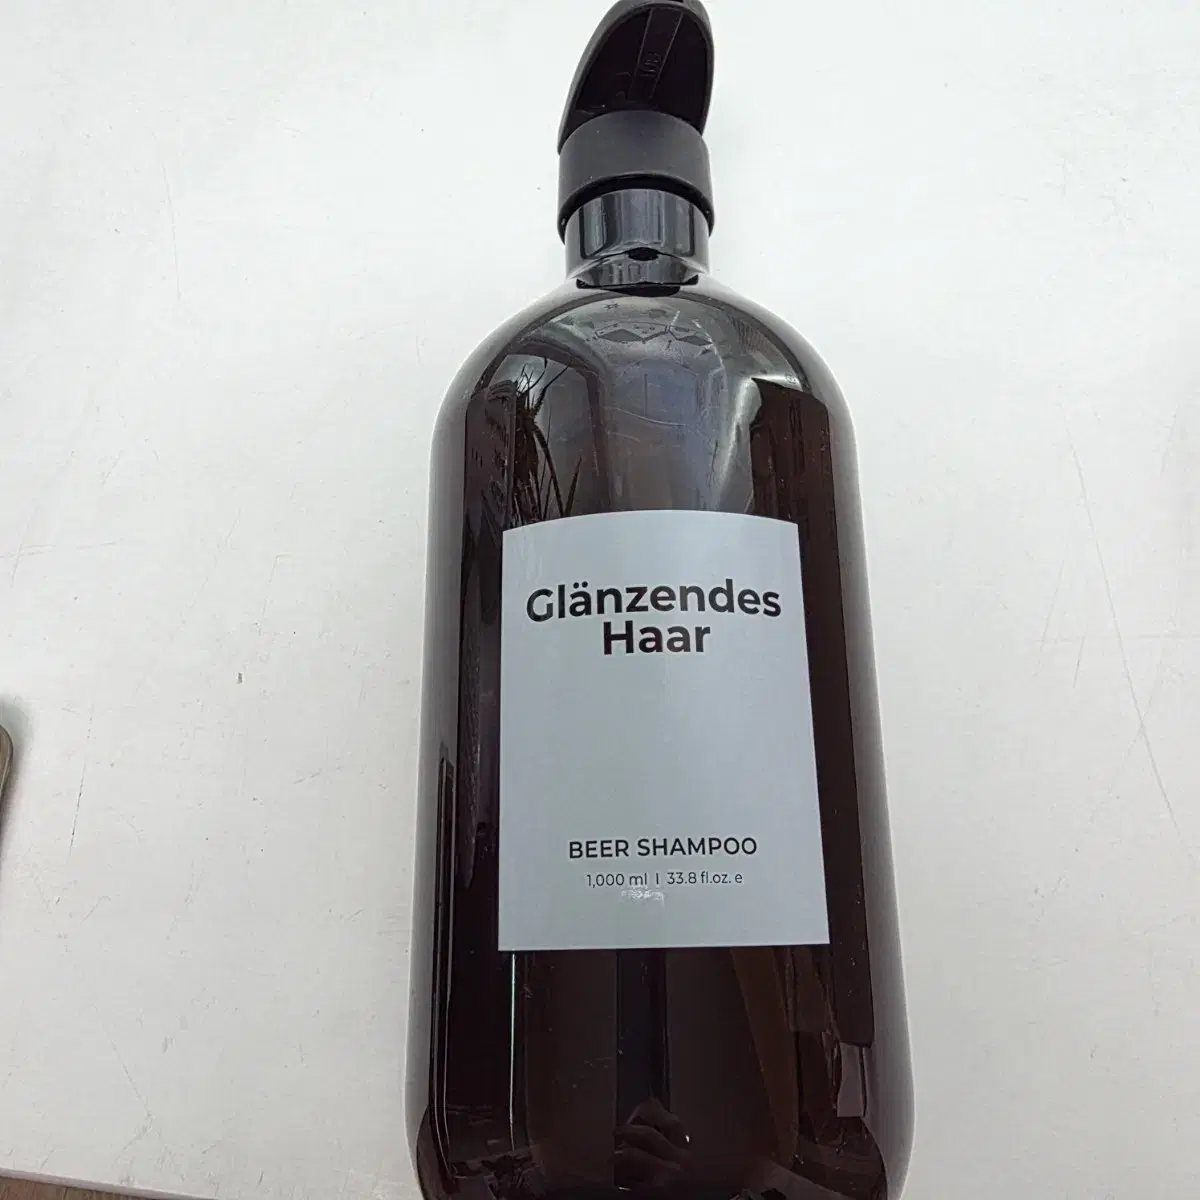 Glänzendes
Haar
BEER SHAMPOO
1,000 ml | 33.8 fl.oz. e